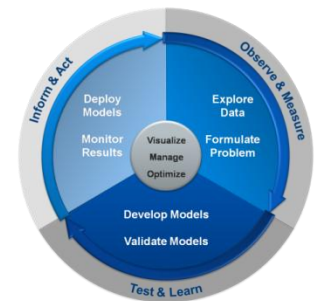 Inform & Act
Observe & Measure
Deploy
Models
Monitor
Results
Explore
Data
Formulate
Problem
Visualize
Manage
Optimize
Develop Models
Validate Models
Test & Learn